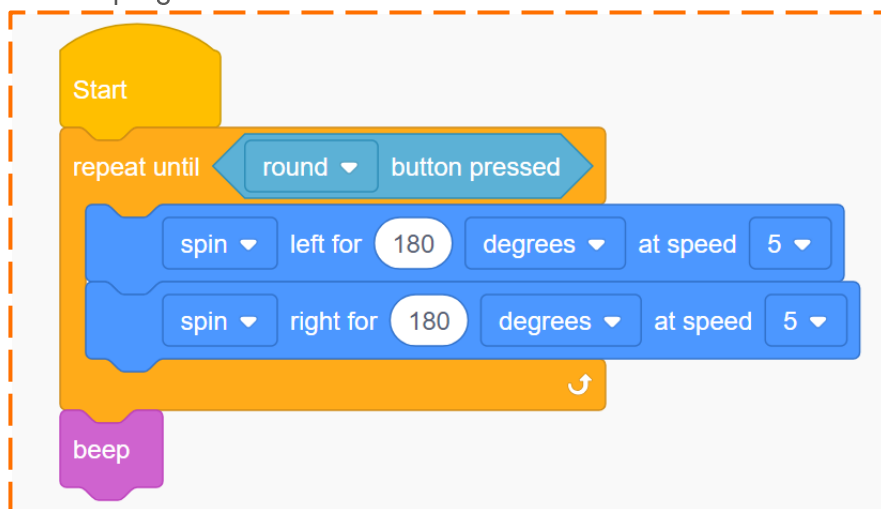 Start
repeat until round button pressed
spin left for 180 degrees at speed 5
spin right for 180 degrees at speed 5
beep